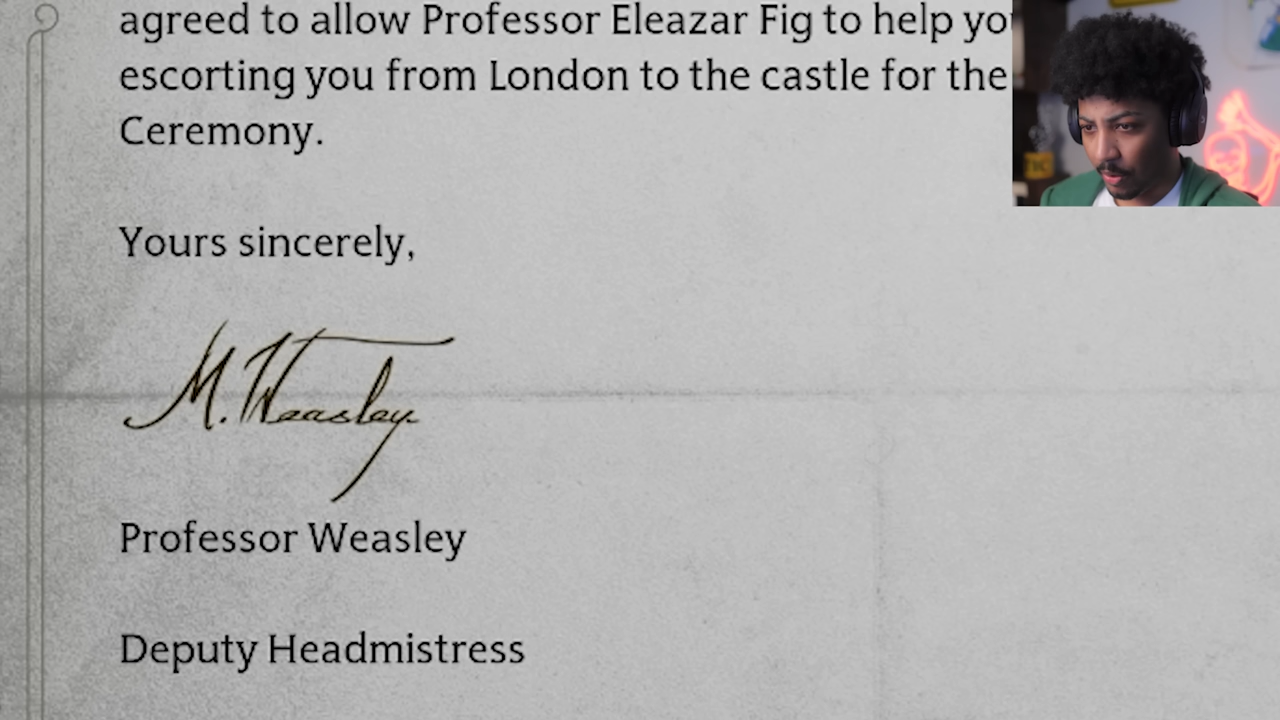 agreed to allow Professor Eleazar Fig to help
escorting you from London to the castle for the
Ceremony.
Yours sincerely,
M. Weasley
Professor Weasley
Deputy Headmistress